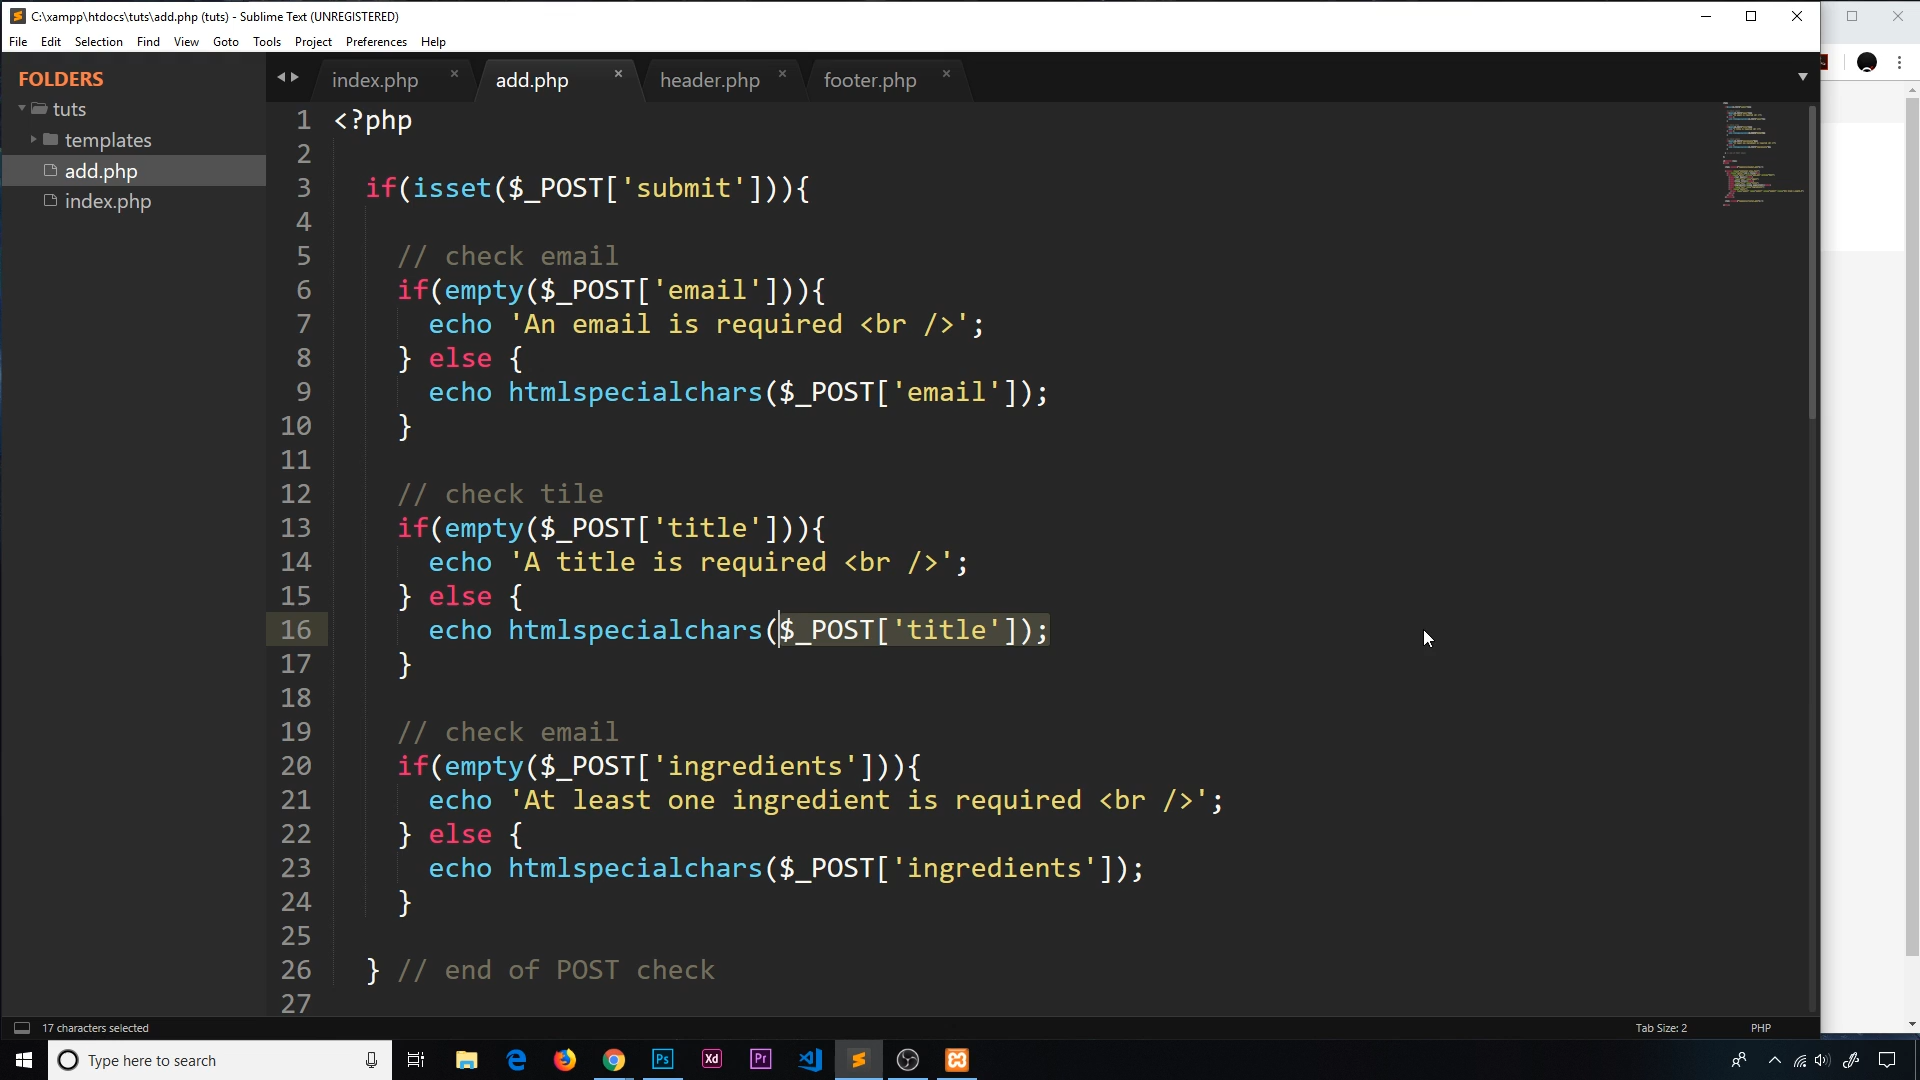 C:\xampp\htdocs\tuts\add.php (tuts) - Sublime Text (UNREGISTERED)
File Edit Selection Find View Goto Tools Project Preferences Help
FOLDERS
tuts
templates
add.php
index.php
index.php add.php header.php footer.php
1 <?php
2
3 if(isset($_POST['submit'])){
4
5 // check email
6 if(empty($_POST['email'])){
7 echo 'An email is required <br />';
8 } else {
9 echo htmlspecialchars($_POST['email']);
10 }
11
12 // check tile
13 if(empty($_POST['title'])){
14 echo 'A title is required <br />';
15 } else {
16 echo htmlspecialchars($_POST['title']);
17 }
18
19 // check email
20 if(empty($_POST['ingredients'])){
21 echo 'At least one ingredient is required <br />';
22 } else {
23 echo htmlspecialchars($_POST['ingredients']);
24 }
25
26 } // end of POST check
27
17 characters selected Tab Size: 2 PHP
Type here to search Ps Xd Pr